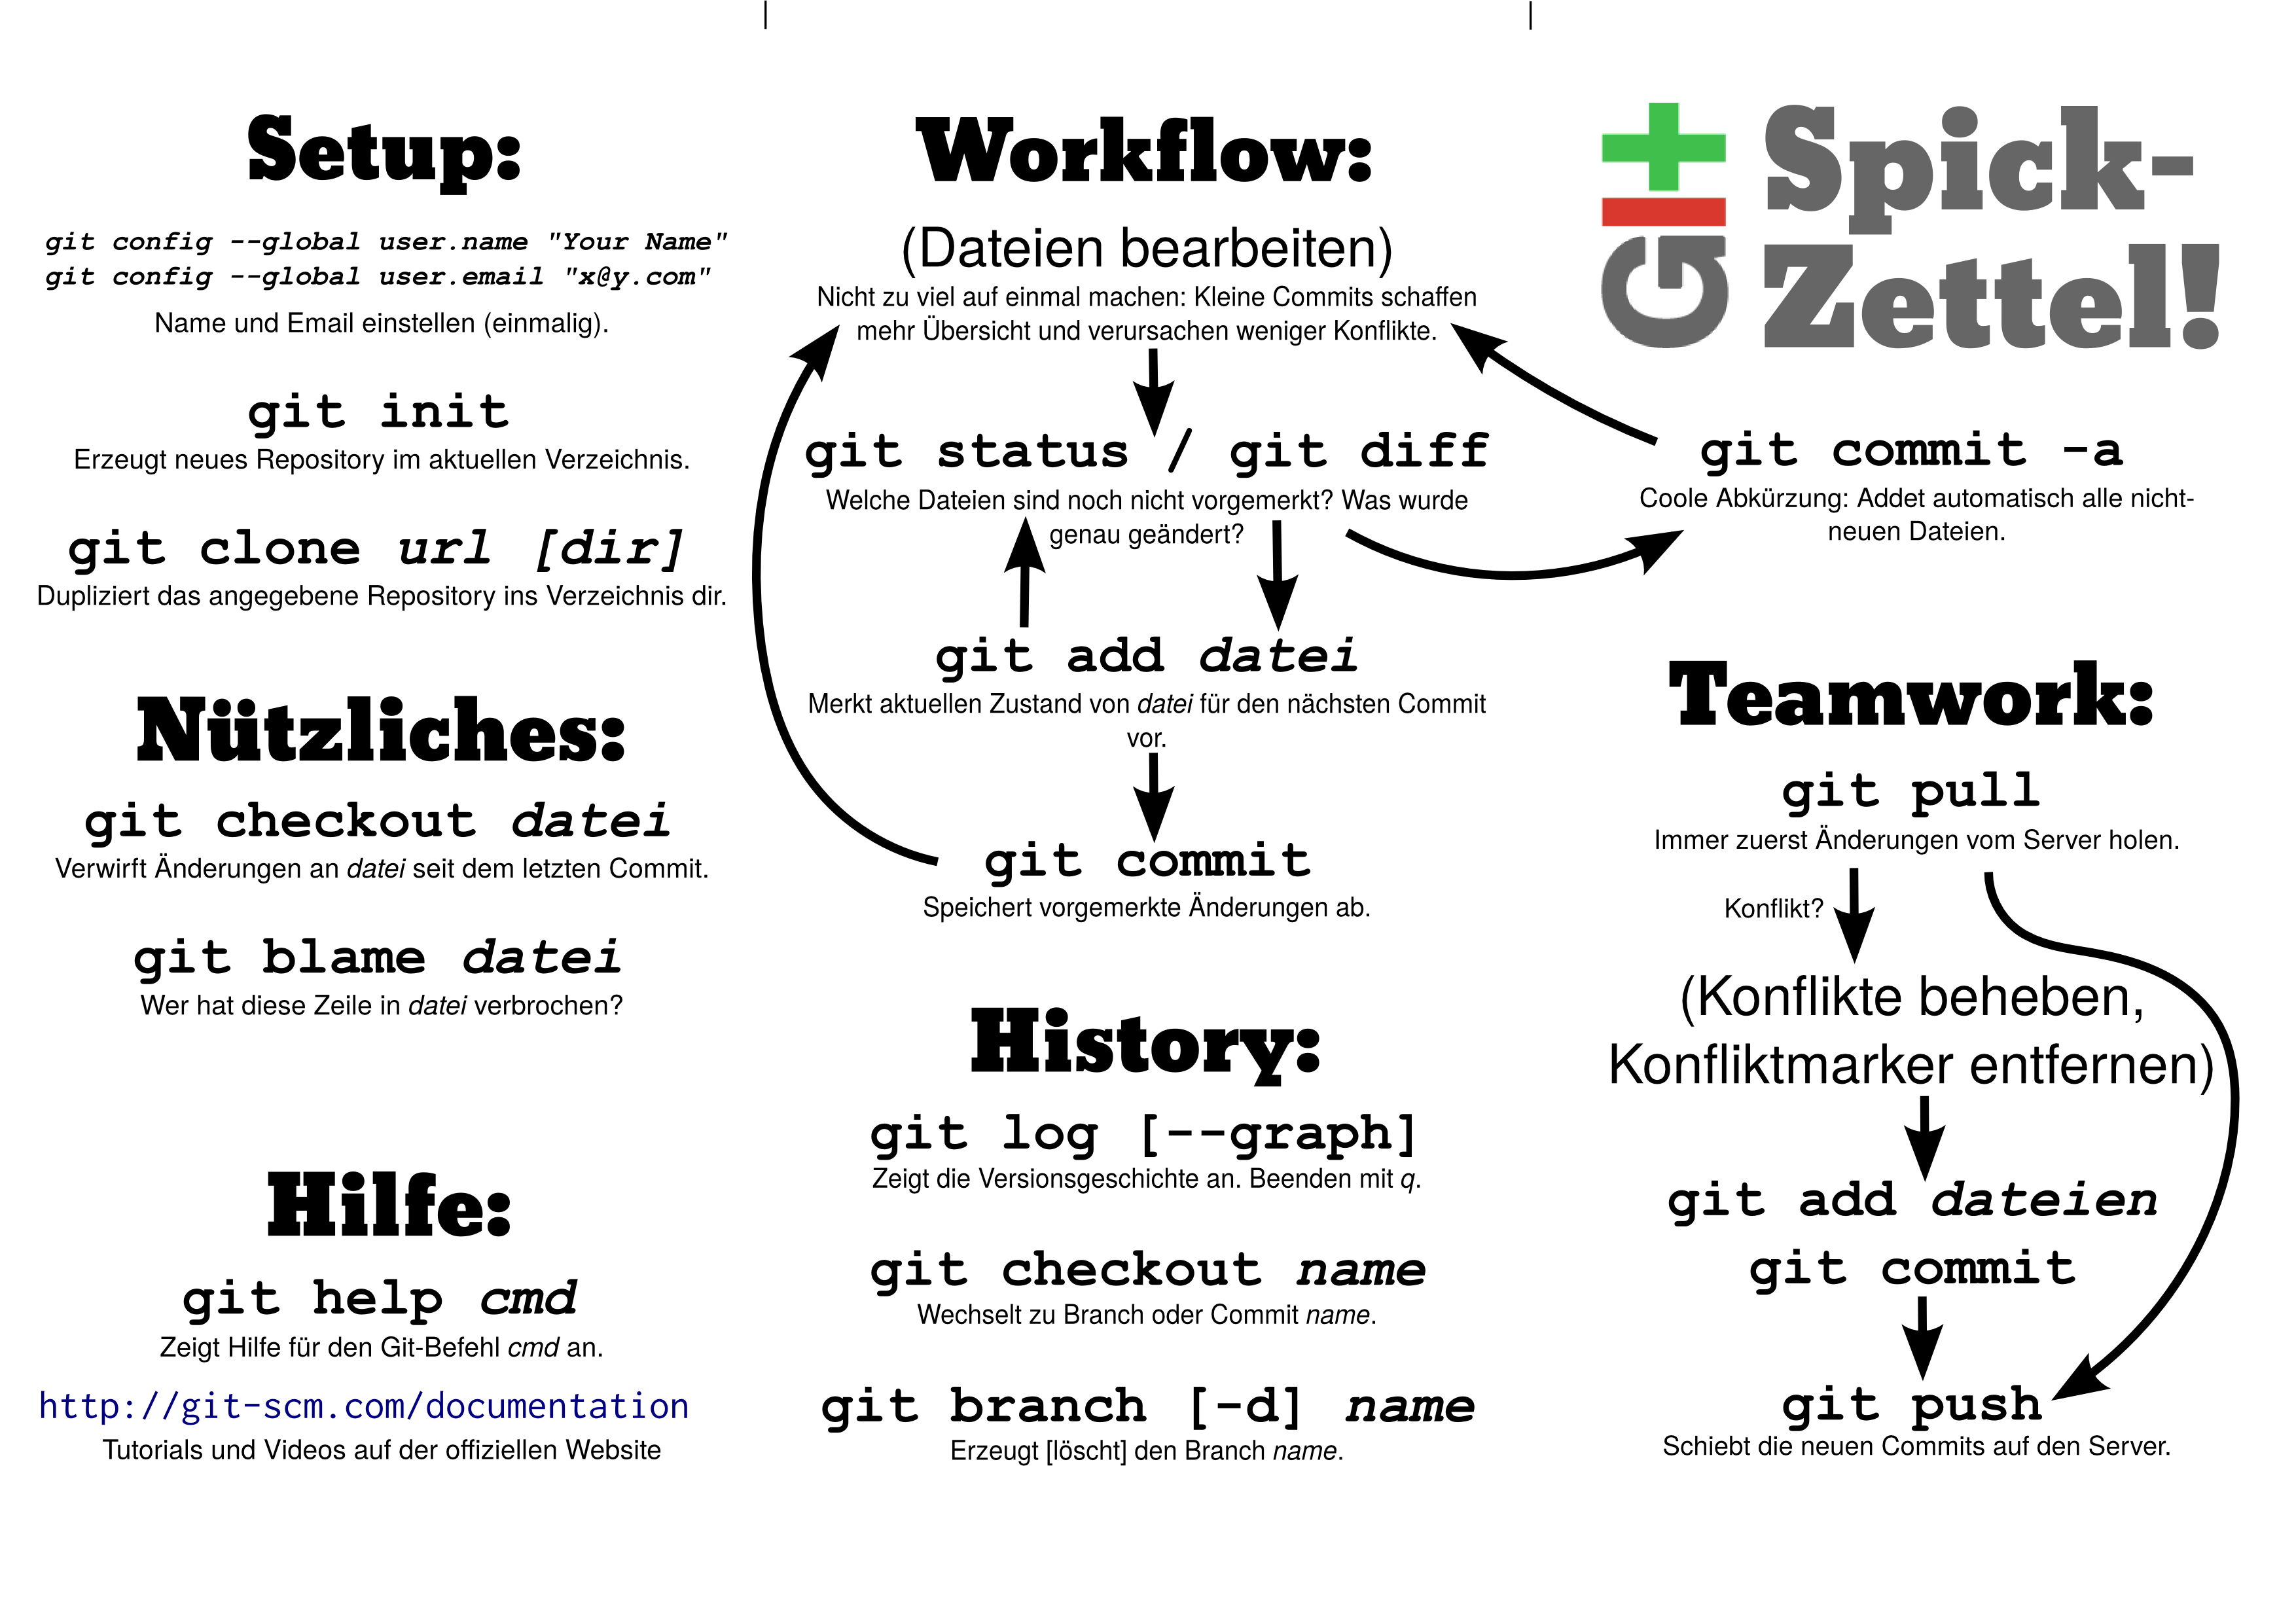 Setup:
git config --global user.name "Your Name"
git config --global user.email "x@y.com"
Name und Email einstellen (einmalig).
git init
Erzeugt neues Repository im aktuellen Verzeichnis.
git clone url [dir]
Dupliziert das angegebene Repository ins Verzeichnis dir.
Nützliches:
git checkout datei
Verwirft Änderungen an datei seit dem letzten Commit.
git blame datei
Wer hat diese Zeile in datei verbrochen?
Hilfe:
git help cmd
Zeigt Hilfe für den Git-Befehl cmd an.
http://git-scm.com/documentation
Tutorials und Videos auf der offiziellen Website
Workflow:
(Dateien bearbeiten)
Nicht zu viel auf einmal machen: Kleine Commits schaffen
mehr Übersicht und verursachen weniger Konflikte.
git status / git diff
Welche Dateien sind noch nicht vorgemerkt? Was wurde
genau geändert?
git add datei
Merkt aktuellen Zustand von datei für den nächsten Commit
vor.
git commit
Speichert vorgemerkte Änderungen ab.
History:
git log [--graph]
Zeigt die Versionsgeschichte an. Beenden mit q.
git checkout name
Wechselt zu Branch oder Commit name.
git branch [-d] name
Erzeugt [löscht] den Branch name.
Git
Spick-
Zettel!
git commit -a
Coole Abkürzung: Addet automatisch alle nicht-
neuen Dateien.
Teamwork:
git pull
Immer zuerst Änderungen vom Server holen.
Konflikt?
(Konflikte beheben,
Konfliktmarker entfernen)
git add dateien
git commit
git push
Schiebt die neuen Commits auf den Server.